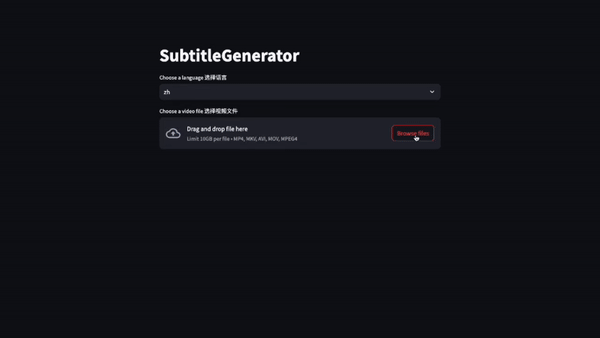 SubtitleGenerator
Choose a language 选择语言
zh
Choose a video file 选择视频文件
Drag and drop file here
Limit 10GB per file • MP4, MKV, AVI, MOV, MPEG4
Browse files